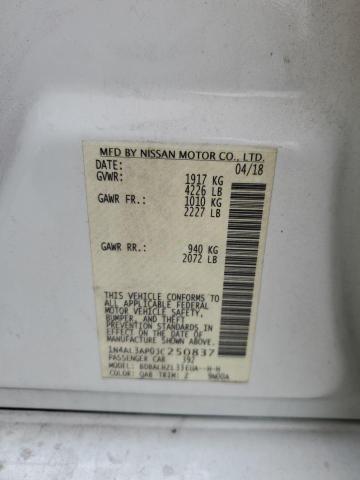 MFD BY NISSAN MOTOR CO., LTD.
DATE: 04/18
GVWR: 1917 KG
4226 LB
GAWR FR.: 1010 KG
2227 LB
GAWR RR.: 940 KG
2072 LB
THIS VEHICLE CONFORMS TO ALL
APPLICABLE FEDERAL
MOTOR VEHICLE SAFETY,
BUMPER, AND THEFT
PREVENTION STANDARDS
IN EFFECT ON THE DATE OF
MANUFACTURE SHOWN ABOVE.
1N4AL3AP0JC250837
PASSENGER CAR 392
MODEL:
COLOR: QAB TRIM: Z